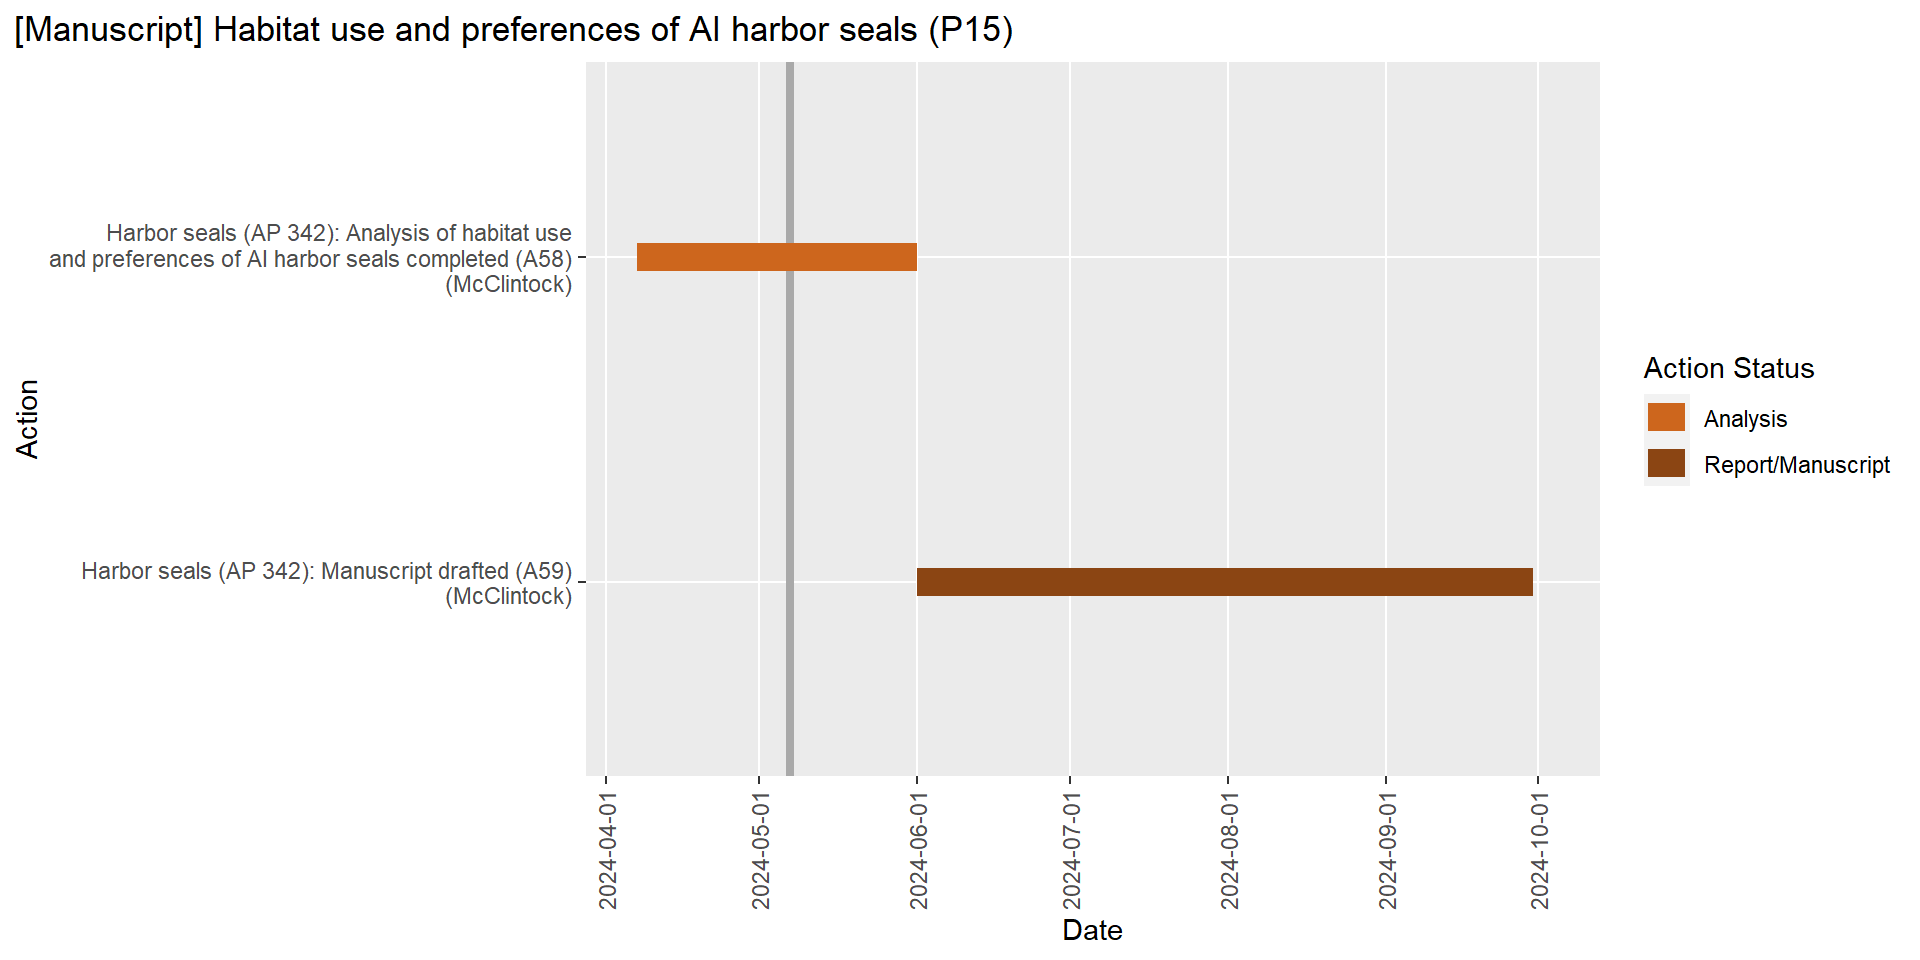 [Manuscript] Habitat use and preferences of AI harbor seals (P15)
Harbor seals (AP 342): Analysis of habitat use
and preferences of AI harbor seals completed (A58)
(McClintock)
Harbor seals (AP 342): Manuscript drafted (A59)
(McClintock)
Action
2024-04-01
2024-05-01
2024-06-01
2024-07-01
2024-08-01
2024-09-01
2024-10-01
Date
Action Status
Analysis
Report/Manuscript